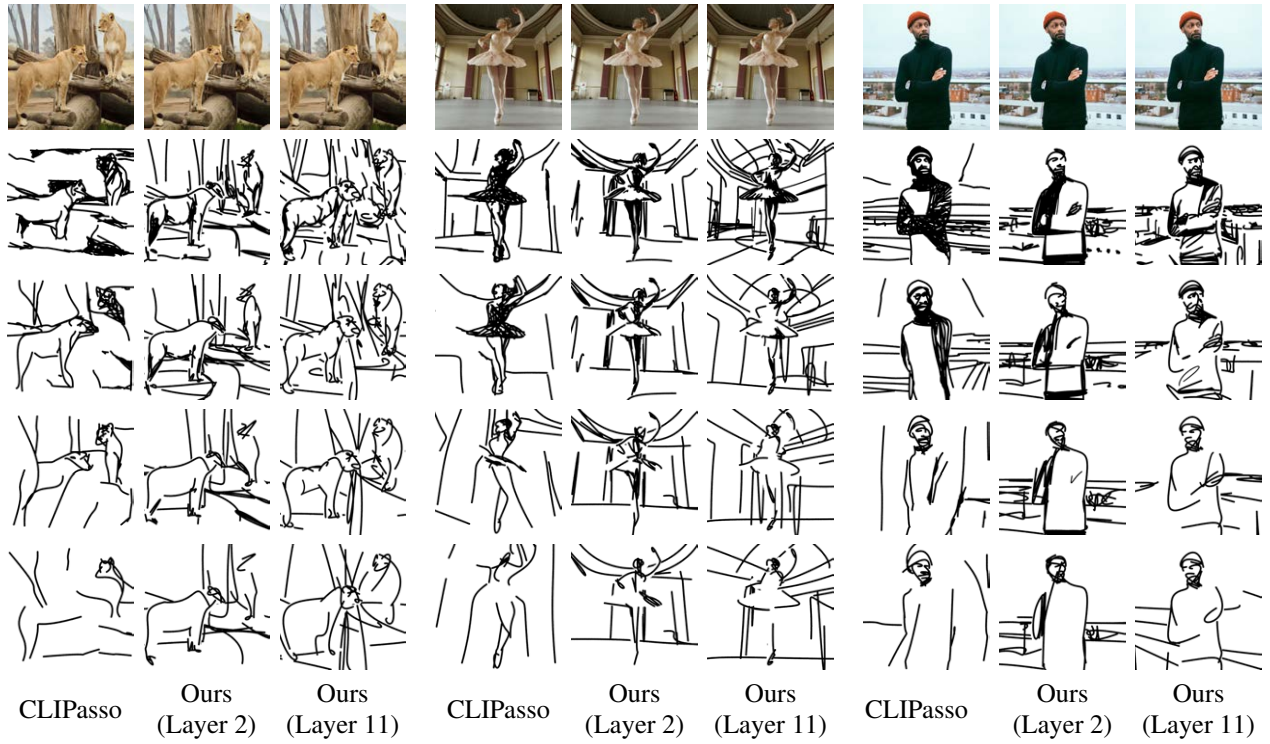 CLIPasso
Ours
(Layer 2)
Ours
(Layer 11)
CLIPasso
Ours
(Layer 2)
Ours
(Layer 11)
CLIPasso
Ours
(Layer 2)
Ours
(Layer 11)